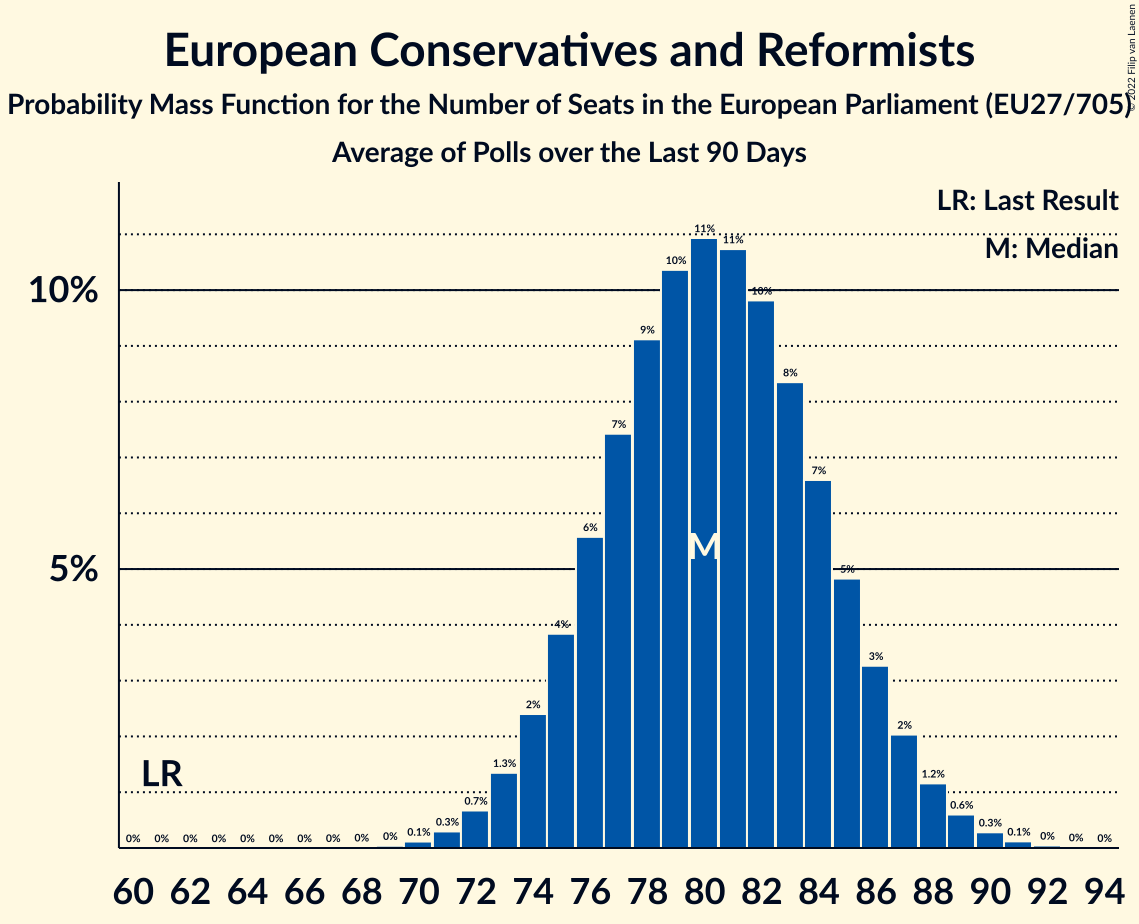 European Conservatives and Reformists
© 2022 Filip van Laenen
Probability Mass Function for the Number of Seats in the European Parliament (EU27/705)
Average of Polls over the Last 90 Days
LR: Last Result
M: Median
10%
5%
0% 0% 0% 0% 0% 0% 0% 0% 0% 0% 0.1% 0.3% 0.7% 1.3% 2% 4% 6% 7% 9% 10% 11% 11% 10% 8% 7% 5% 3% 2% 1.2% 0.6% 0.3% 0.1% 0% 0% 0%
M
LR
60 62 64 66 68 70 72 74 76 78 80 82 84 86 88 90 92 94